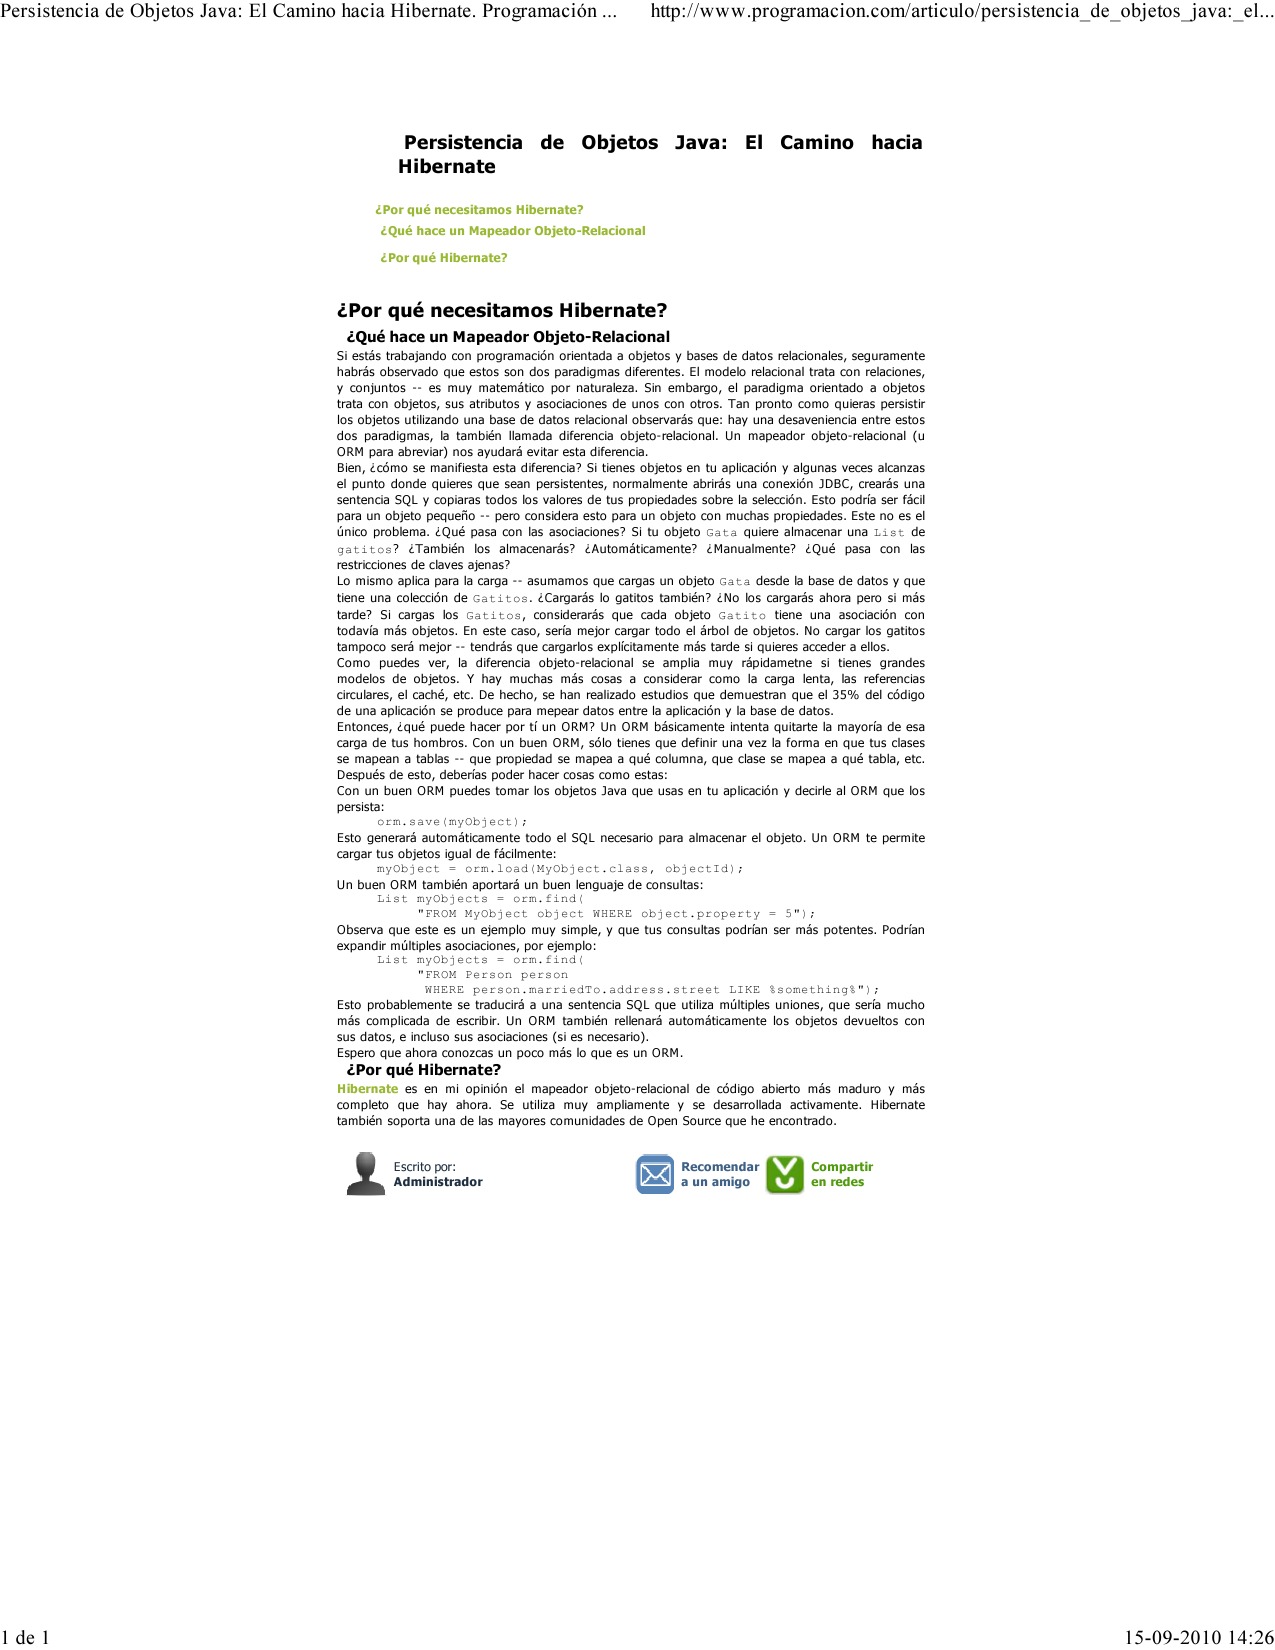 Persistencia de Objetos Java: El Camino hacia Hibernate. Programación ...
http://www.programacion.com/articulo/persistencia_de_objetos_java:_el...
Persistencia de Objetos Java: El Camino hacia
Hibernate
¿Por qué necesitamos Hibernate?
¿Qué hace un Mapeador Objeto-Relacional
¿Por qué Hibernate?
¿Por qué necesitamos Hibernate?
¿Qué hace un Mapeador Objeto-Relacional
Si estás trabajando con programación orientada a objetos y bases de datos relacionales, seguramente
habrás observado que estos son dos paradigmas diferentes. El modelo relacional trata con relaciones,
y conjuntos -- es muy matemático por naturaleza. Sin embargo, el paradigma orientado a objetos
trata con objetos, sus atributos y asociaciones de unos con otros. Tan pronto como quieras persistir
los objetos utilizando una base de datos relacional observarás que: hay una desaveniencia entre estos
dos paradigmas, la también llamada diferencia objeto-relacional. Un mapeador objeto-relacional (u
ORM para abreviar) nos ayudará evitar esta diferencia.
Bien, ¿cómo se manifiesta esta diferencia? Si tienes objetos en tu aplicación y algunas veces alcanzas
el punto donde quieres que sean persistentes, normalmente abrirás una conexión JDBC, crearás una
sentencia SQL y copiaras todos los valores de tus propiedades sobre la selección. Esto podría ser fácil
para un objeto pequeño -- pero considera esto para un objeto con muchas propiedades. Este no es el
único problema. ¿Qué pasa con las asociaciones? Si tu objeto Gata quiere almacenar una List de
gatitos? ¿También los almacenarás? ¿Automáticamente? ¿Manualmente? ¿Qué pasa con las
restricciones de claves ajenas?
Lo mismo aplica para la carga -- asumamos que cargas un objeto Gata desde la base de datos y que
tiene una colección de Gatitos. ¿Cargarás lo gatitos también? ¿No los cargarás ahora pero si más
tarde? Si cargas los Gatitos, considerarás que cada objeto Gatito tiene una asociación con
todavía más objetos. En este caso, sería mejor cargar todo el árbol de objetos. No cargar los gatitos
tampoco será mejor -- tendrás que cargarlos explícitamente más tarde si quieres acceder a ellos.
Como puedes ver, la diferencia objeto-relacional se amplia muy rápidametne si tienes grandes
modelos de objetos. Y hay muchas más cosas a considerar como la carga lenta, las referencias
circulares, el caché, etc. De hecho, se han realizado estudios que demuestran que el 35% del código
de una aplicación se produce para mepear datos entre la aplicación y la base de datos.
Entonces, ¿qué puede hacer por tí un ORM? Un ORM básicamente intenta quitarte la mayoría de esa
carga de tus hombros. Con un buen ORM, sólo tienes que definir una vez la forma en que tus clases
se mapean a tablas -- que propiedad se mapea a qué columna, que clase se mapea a qué tabla, etc.
Después de esto, deberías poder hacer cosas como estas:
Con un buen ORM puedes tomar los objetos Java que usas en tu aplicación y decirle al ORM que los
persista:
orm.save(myObject);
Esto generará automáticamente todo el SQL necesario para almacenar el objeto. Un ORM te permite
cargar tus objetos igual de fácilmente:
myObject = orm.load(MyObject.class, objectId);
Un buen ORM también aportará un buen lenguaje de consultas:
List myObjects = orm.find(
"FROM MyObject object WHERE object.property = 5");
Observa que este es un ejemplo muy simple, y que tus consultas podrían ser más potentes. Podrían
expandir múltiples asociaciones, por ejemplo:
List myObjects = orm.find(
"FROM Person person
WHERE person.marriedTo.address.street LIKE %something%");
Esto probablemente se traducirá a una sentencia SQL que utiliza múltiples uniones, que sería mucho
más complicada de escribir. Un ORM también rellenará automáticamente los objetos devueltos con
sus datos, e incluso sus asociaciones (si es necesario).
Espero que ahora conozcas un poco más lo que es un ORM.
¿Por qué Hibernate?
Hibernate es en mi opinión el mapeador objeto-relacional de código abierto más maduro y más
completo que hay ahora. Se utiliza muy ampliamente y se desarrollada activamente. Hibernate
también soporta una de las mayores comunidades de Open Source que he encontrado.
Escrito por:
Administrador
Recomendar
a un amigo
Compartir
en redes
1 de 1
15-09-2010 14:26